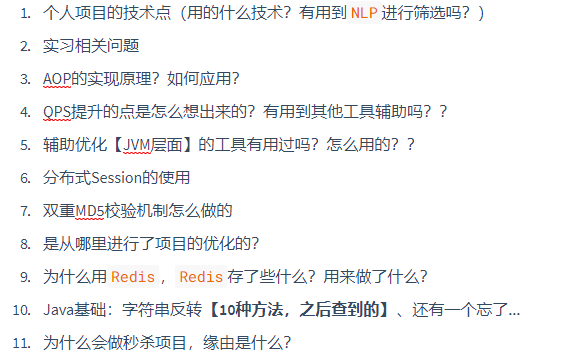 1. 个人项目的技术点（用的什么技术？有用到 NLP 进行筛选吗？）
2. 实习相关问题
3. AOP的实现原理？如何应用？
4. QPS提升的点是怎么想出来的？有用到其他工具辅助吗？？
5. 辅助优化【JVM层面】的工具有用过吗？怎么用的？？
6. 分布式Session的使用
7. 双重MD5校验机制怎么做的
8. 是从哪里进行了项目的优化的？
9. 为什么用 Redis，Redis 存了些什么？用来做了什么？
10. Java基础：字符串反转【10种方法，之后查到的】、还有一个忘了...
11. 为什么会做秒杀项目，缘由是什么？